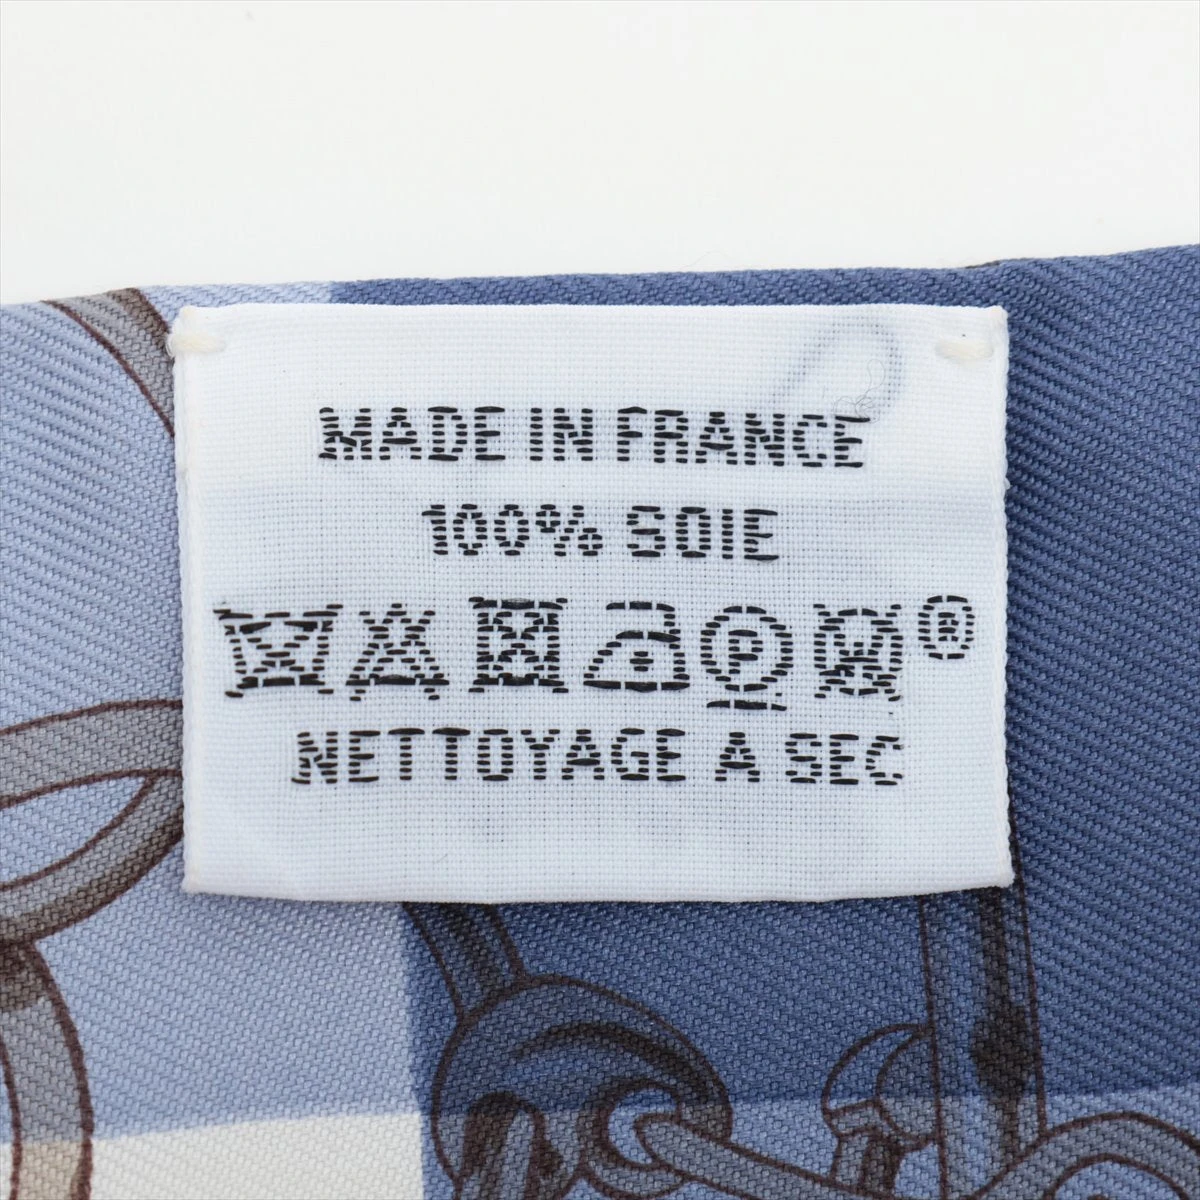 MADE IN FRANCE
100% SOIE
P ®
NETTOYAGE A SEC